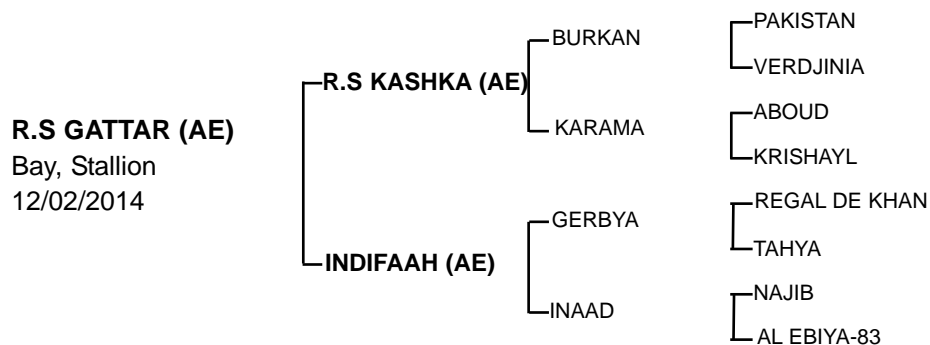 R.S GATTAR (AE)
Bay, Stallion
12/02/2014
R.S KASHKA (AE)
INDIFAAH (AE)
BURKAN
KARAMA
GERBYA
INAAD
PAKISTAN
VERDJINIA
ABOUD
KRISHAYL
REGAL DE KHAN
TAHYA
NAJIB
AL EBIYA-83